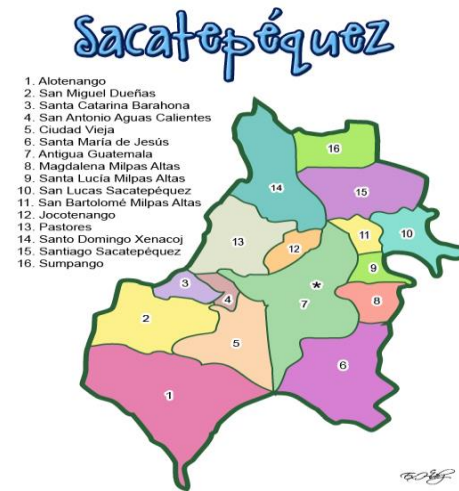 Sacatepéquez
1. Alotenango
2. San Miguel Dueñas
3. Santa Catarina Barahona
4. San Antonio Aguas Calientes
5. Ciudad Vieja
6. Santa María de Jesús
7. Antigua Guatemala
8. Magdalena Milpas Altas
9. Santa Lucía Milpas Altas
10. San Lucas Sacatepéquez
11. San Bartolomé Milpas Altas
12. Jocotenango
13. Pastores
14. Santo Domingo Xenacoj
15. Santiago Sacatepéquez
16. Sumpango
16
14
15
11
10
13
12
9
3
4
*
7
8
2
5
6
1